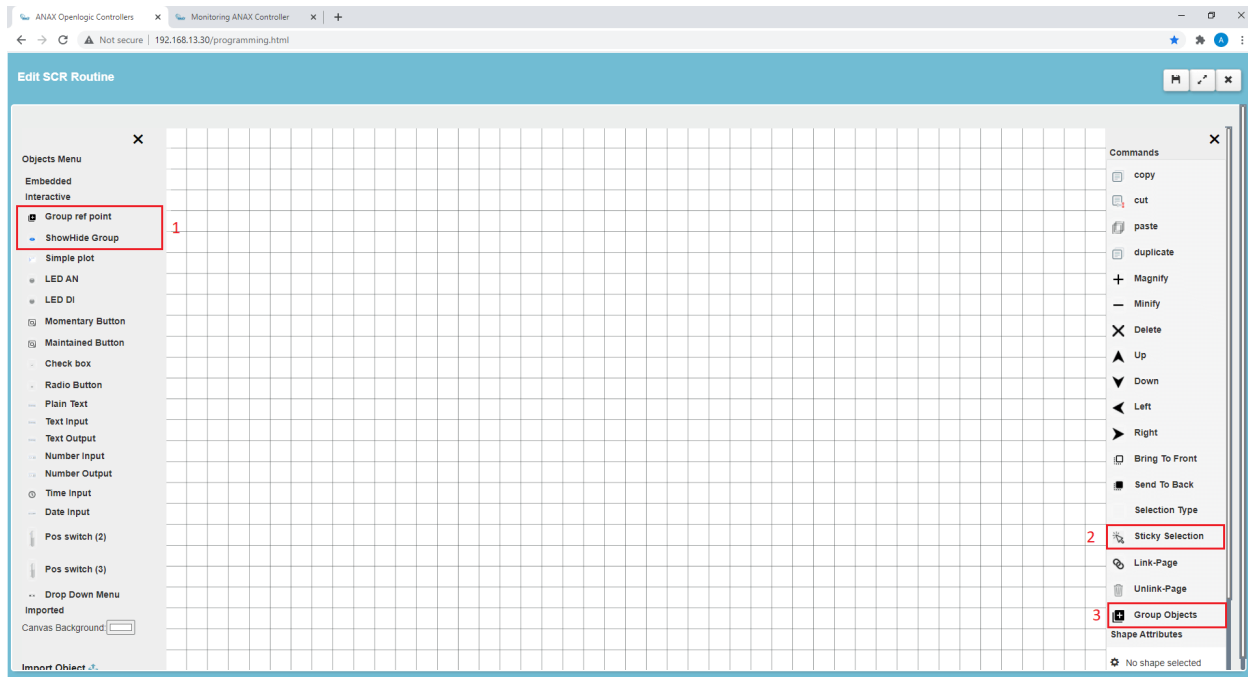 ANAX Openlogic Controllers
Monitoring ANAX Controller
Not secure
192.168.13.30/programming.html
A
Edit SCR Routine
Objects Menu
Embedded
Interactive
Group ref point
1
ShowHide Group
Simple plot
LED AN
LED DI
Momentary Button
Maintained Button
Check box
Radio Button
Plain Text
Text Input
Text Output
Number Input
Number Output
Time Input
Date Input
Pos switch (2)
Pos switch (3)
Drop Down Menu
Imported
Canvas Background:
Import Object
Commands
copy
cut
paste
duplicate
Magnify
Minify
Delete
Up
Down
Left
Right
Bring To Front
Send To Back
Selection Type
2 Sticky Selection
Link-Page
Unlink-Page
3 Group Objects
Shape Attributes
No shape selected